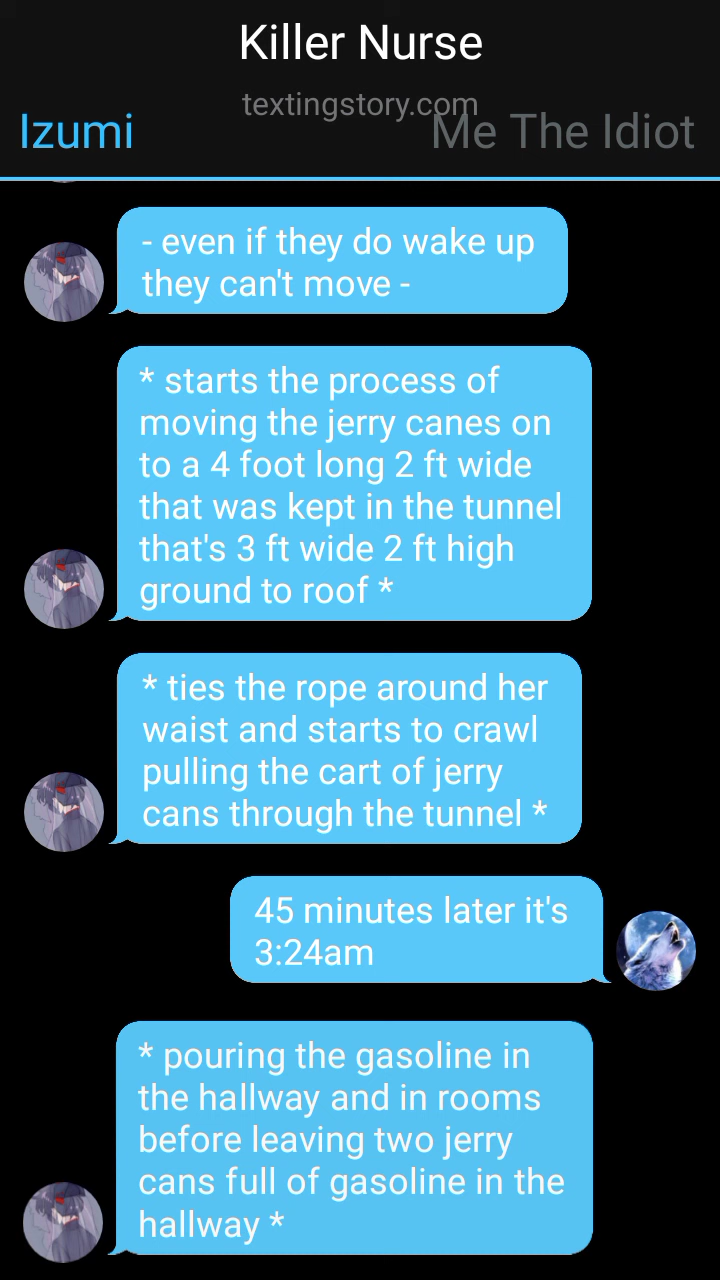 Killer Nurse
textingstory.com
Izumi
Me The Idiot
- even if they do wake up
they can't move -
* starts the process of
moving the jerry canes on
to a 4 foot long 2 ft wide
that was kept in the tunnel
that's 3 ft wide 2 ft high
ground to roof *
* ties the rope around her
waist and starts to crawl
pulling the cart of jerry
cans through the tunnel *
45 minutes later it's
3:24am
* pouring the gasoline in
the hallway and in rooms
before leaving two jerry
cans full of gasoline in the
hallway *